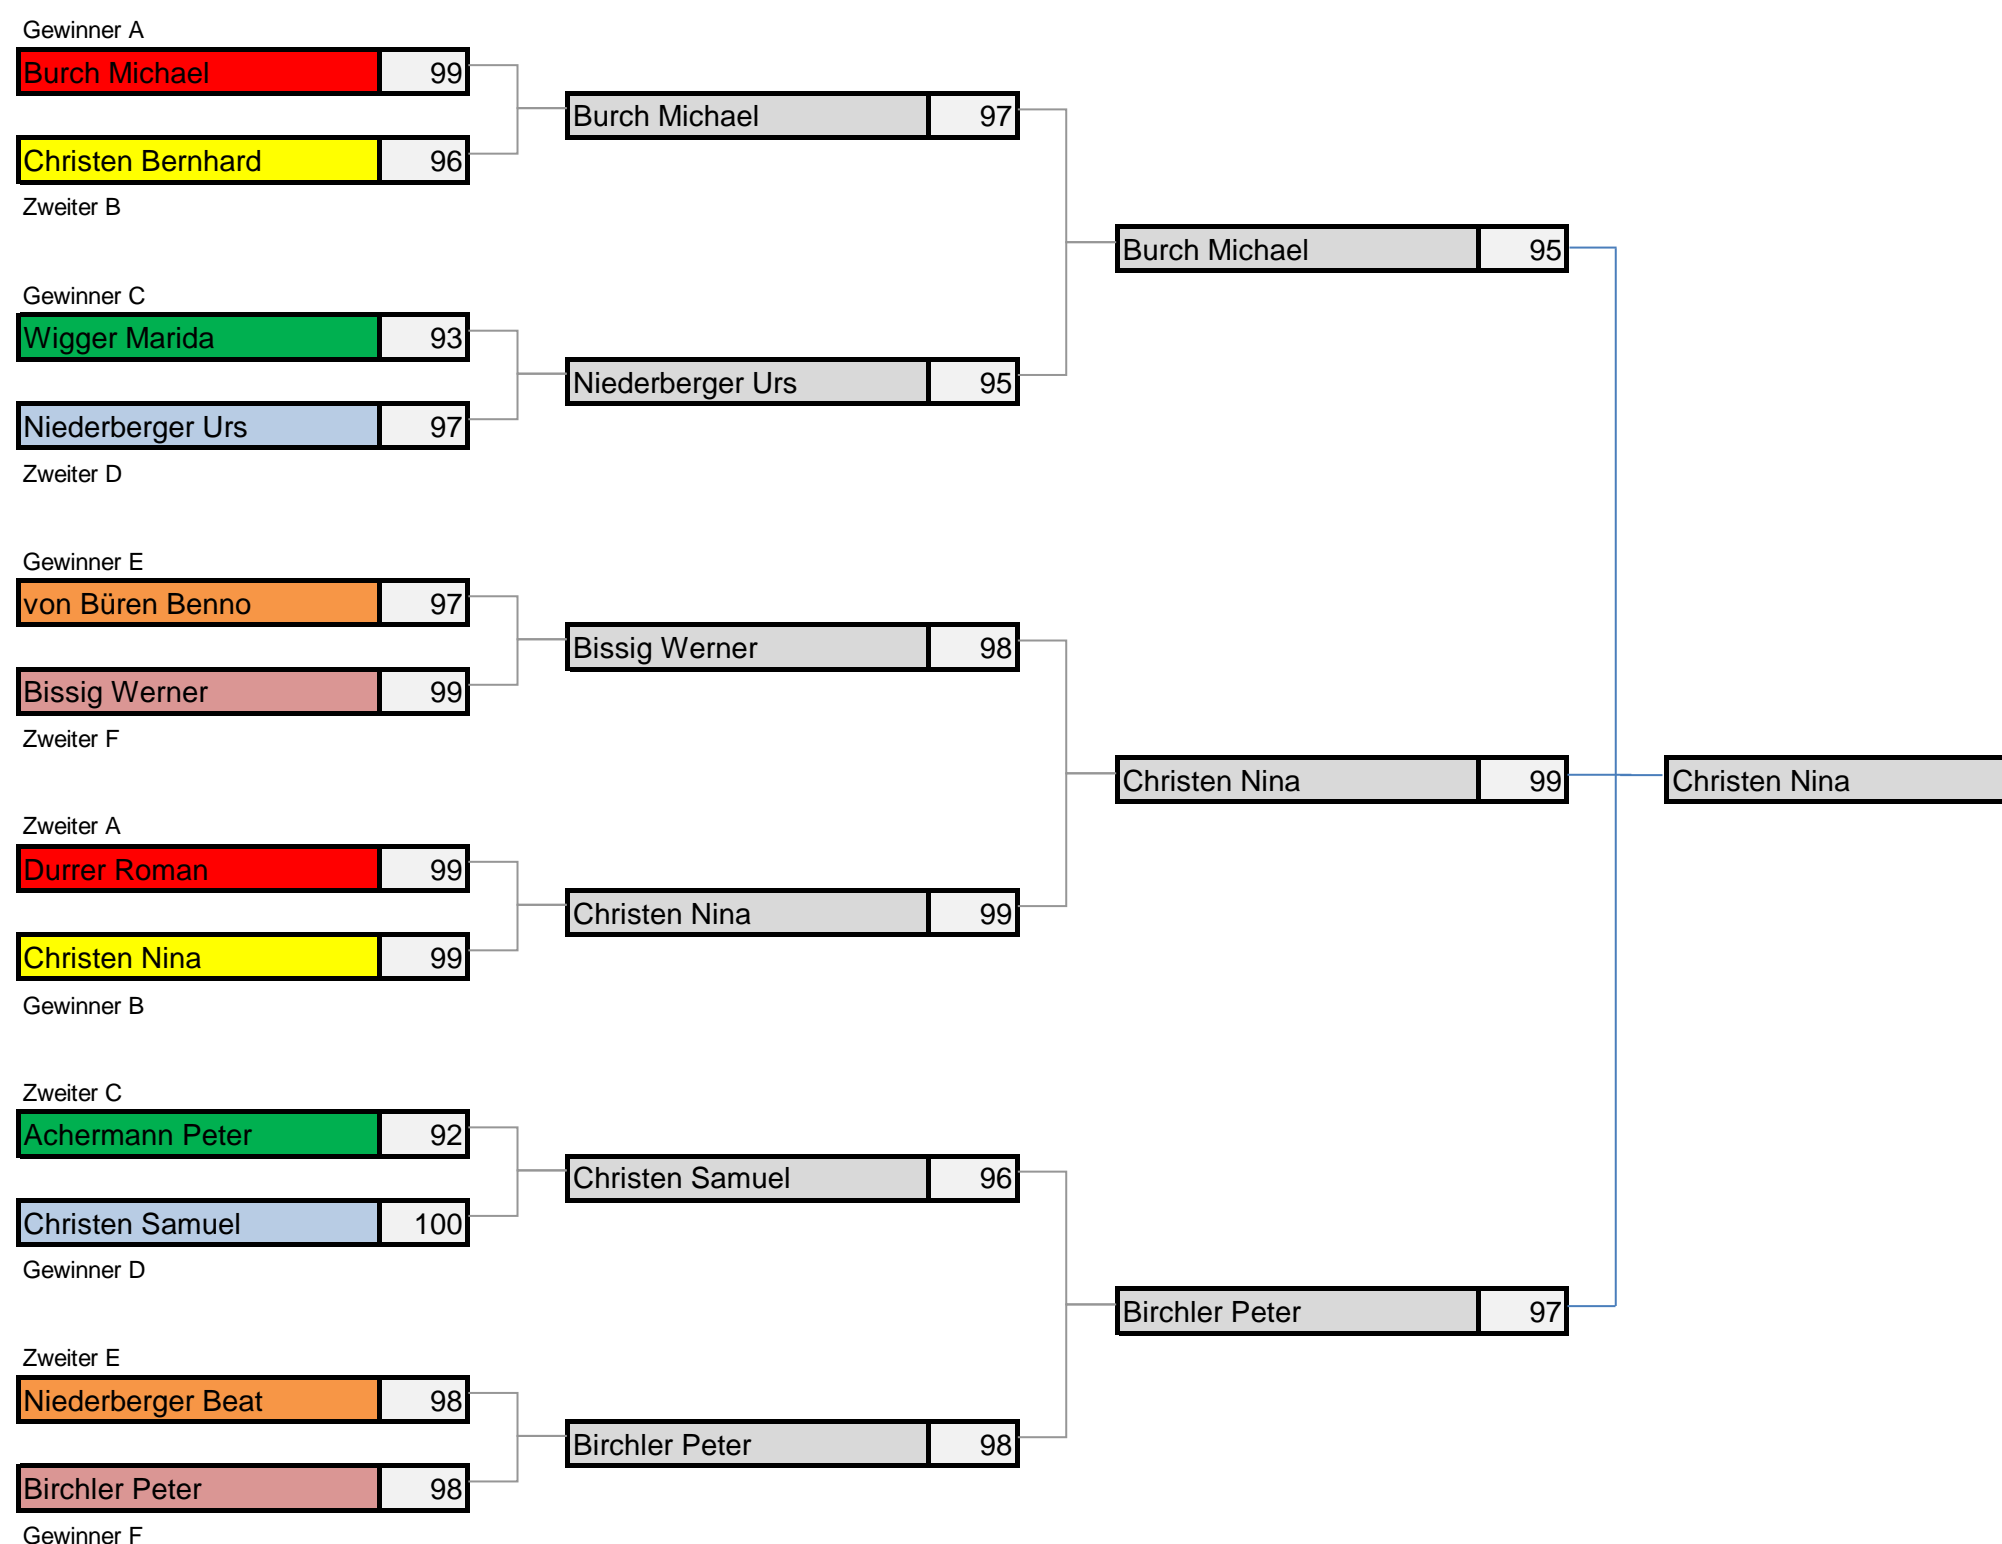 Gewinner A
Burch Michael 99
Burch Michael 97
Christen Bernhard 96
Zweiter B
Burch Michael 95
Gewinner C
Wigger Marida 93
Niederberger Urs 95
Niederberger Urs 97
Zweiter D
Gewinner E
von Büren Benno 97
Bissig Werner 98
Bissig Werner 99
Zweiter F
Christen Nina 99
Christen Nina
Zweiter A
Durrer Roman 99
Christen Nina 99
Christen Nina 99
Gewinner B
Zweiter C
Achermann Peter 92
Christen Samuel 96
Christen Samuel 100
Gewinner D
Birchler Peter 97
Zweiter E
Niederberger Beat 98
Birchler Peter 98
Birchler Peter 98
Gewinner F